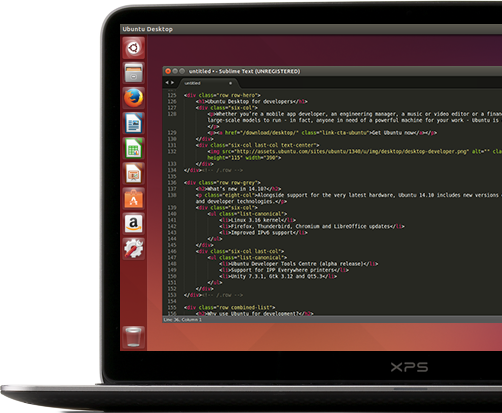 Ubuntu Desktop
untitled • - Sublime Text (UNREGISTERED)
untitled
125 <div class="row row-hero">
126 <h1>Ubuntu Desktop for developers</h1>
127 <div class="six-col">
128 <p>Whether you're a mobile app developer, an engineering manager, a music or video editor or a fina
large-scale models to run - in fact, anyone in need of a powerful machine for your work - Ubuntu is
</p>
129 <p><a href="/download/desktop/" class="link-cta-ubuntu">Get Ubuntu now</a></p>
130 </div>
131 <div class="six-col last-col text-center">
132 <img src="http://assets.ubuntu.com/sites/ubuntu/1346/u/img/desktop/desktop-developer.png" alt="" cl
height="115" width="390">
133 </div>
134 </div><!-- /.row -->
135
136 <div class="row row-grey">
137 <h2>What's new in 14.10?</h2>
138 <p class="eight-col">Alongside support for the very latest hardware, Ubuntu 14.10 includes new versions
and developer technologies.</p>
139 <div class="six-col">
140 <ul class="list-canonical">
141 <li>Linux 3.16 kernel</li>
142 <li>Firefox, Thunderbird, Chromium and LibreOffice updates</li>
143 <li>Improved IPv6 support</li>
144 </ul>
145 </div>
146 <div class="six-col last-col">
147 <ul class="list-canonical">
148 <li>Ubuntu Developer Tools Centre (alpha release)</li>
149 <li>Support for IPP Everywhere printers</li>
150 <li>Unity 7.3.1, Gtk 3.12 and Qt5.3</li>
151 </ul>
152 </div>
153 </div><!-- /.row -->
154
155 <div class="row combined-list">
156 <h2>Why use Ubuntu for development?</h2>
Line 36, Column 1
XPS